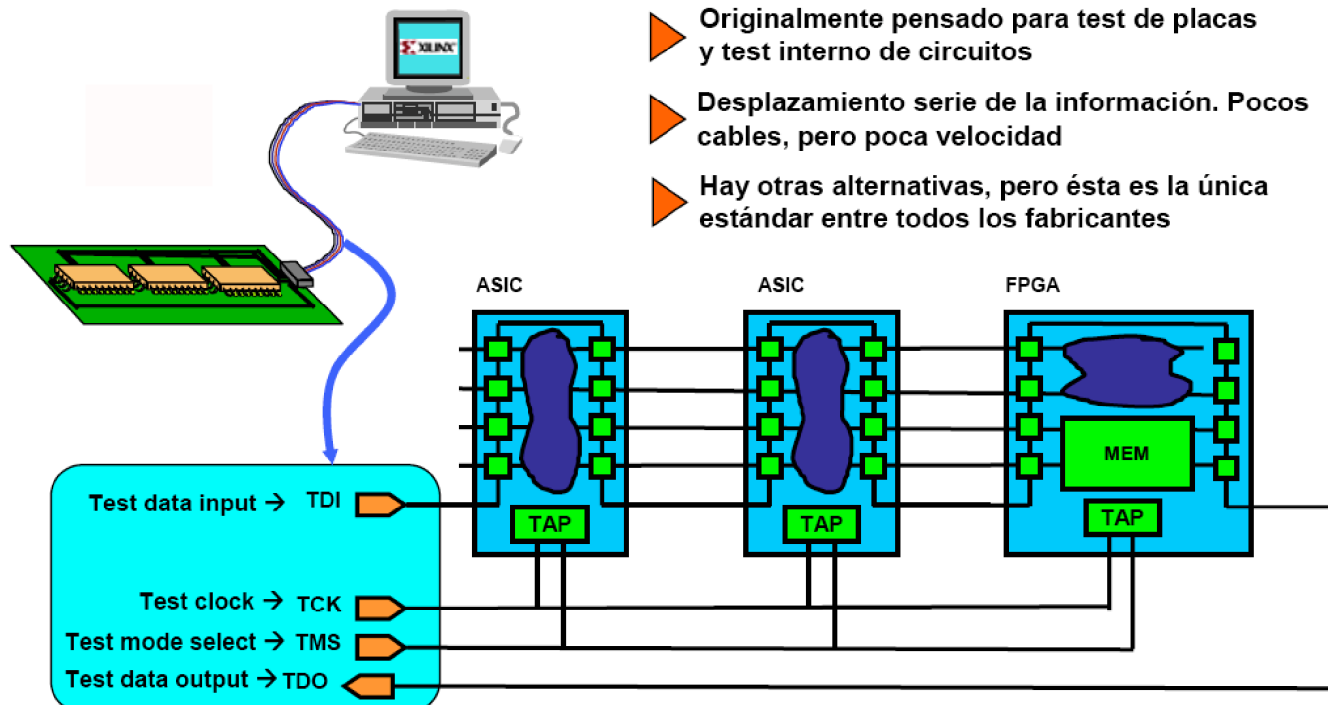 XILINX
Originalmente pensado para test de placas
y test interno de circuitos
Desplazamiento serie de la información. Pocos
cables, pero poca velocidad
Hay otras alternativas, pero ésta es la única
estándar entre todos los fabricantes
ASIC
ASIC
FPGA
MEM
TAP
TAP
TAP
Test data input → TDI
Test clock → TCK
Test mode select → TMS
Test data output → TDO